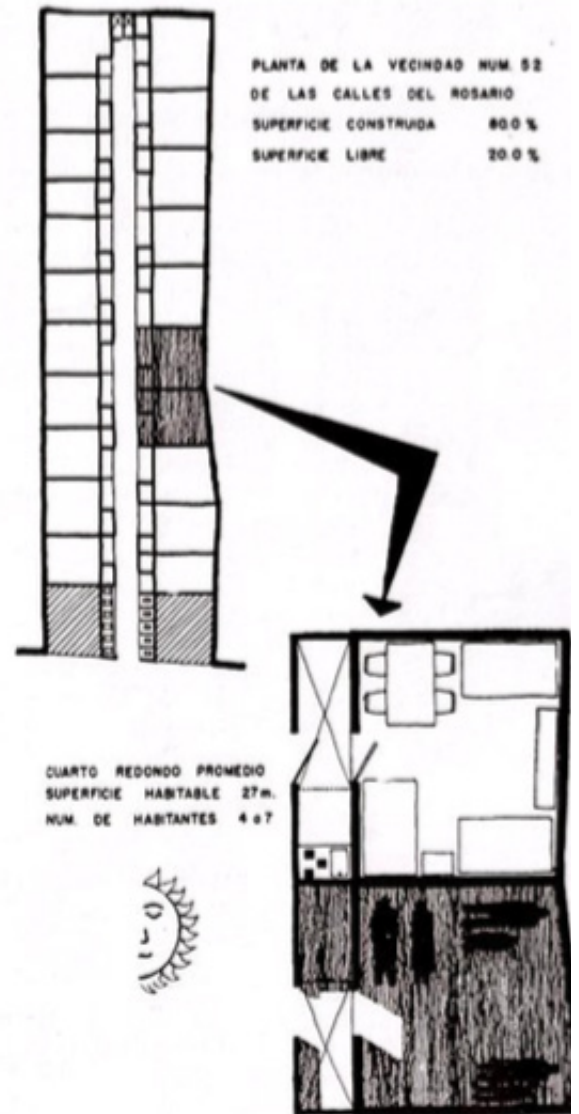 PLANTA DE LA VECINDAD NUM. 52
DE LAS CALLES DEL ROSARIO
SUPERFICIE CONSTRUIDA 80.0 %
SUPERFICIE LIBRE 20.0 %
CUARTO REDONDO PROMEDIO
SUPERFICIE HABITABLE 27 m.
NUM. DE HABITANTES 4 a 7